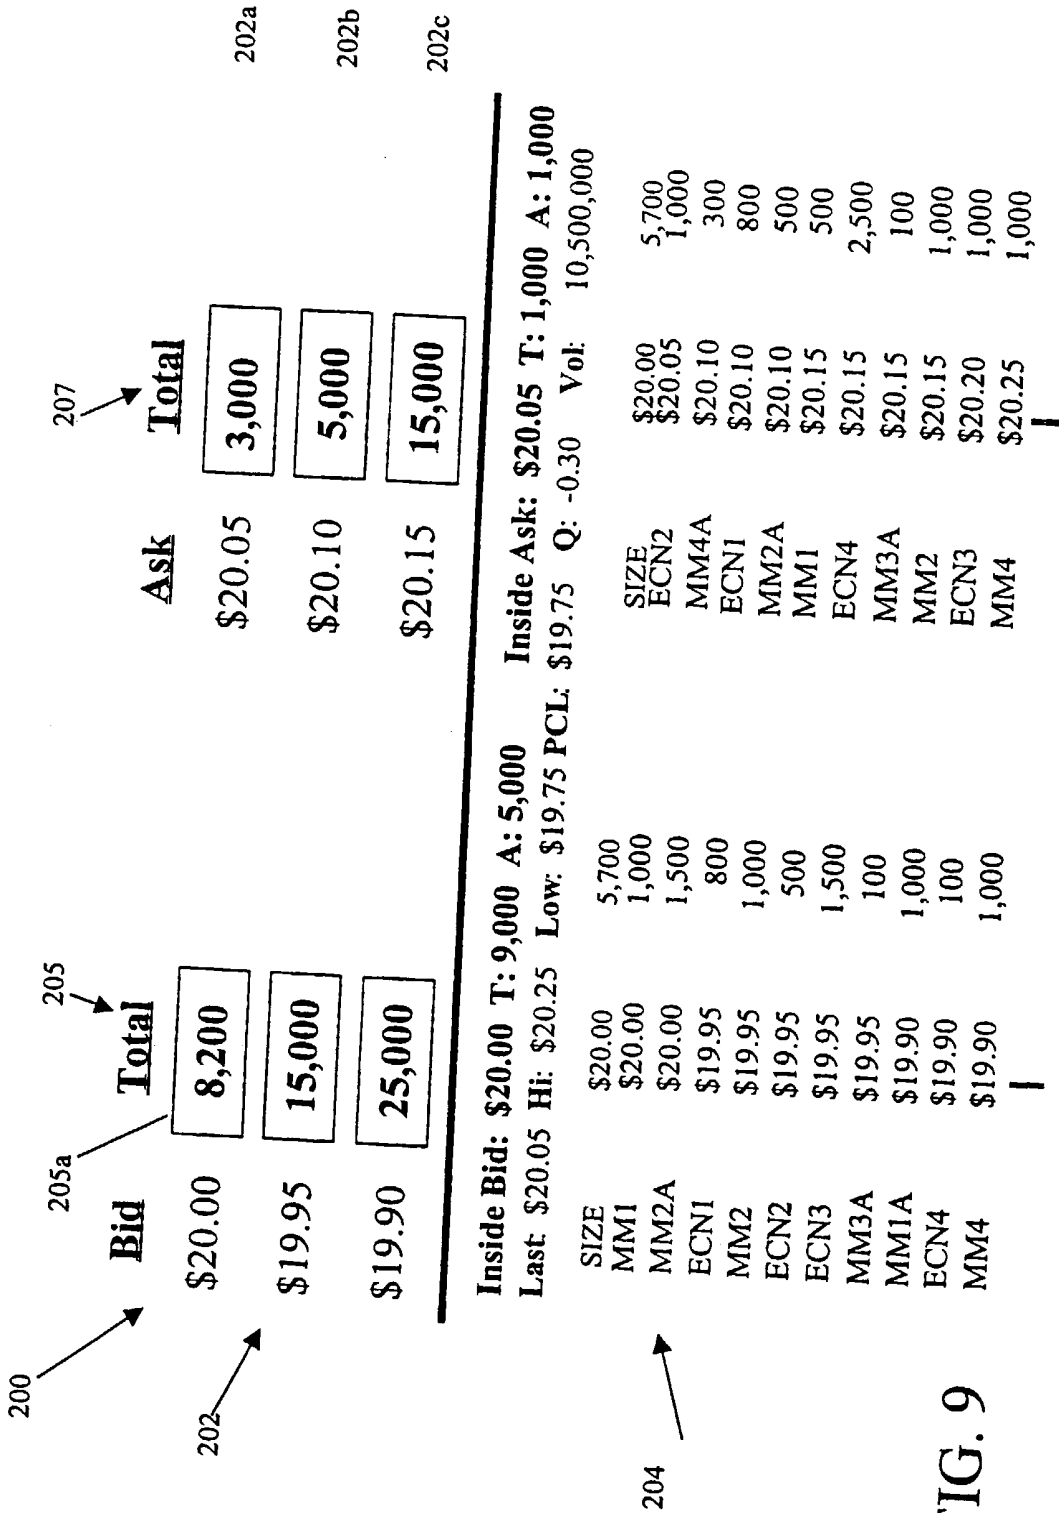 200
205
207
205a
Bid Total Ask Total
$20.00 8,200 $20.05 3,000 202a
$19.95 15,000 $20.10 5,000 202b
$19.90 25,000 $20.15 15,000 202c
202
Inside Bid: $20.00 T: 9,000 A: 5,000 Inside Ask: $20.05 T: 1,000 A: 1,000
Last: $20.05 Hi: $20.25 Low: $19.75 PCL: $19.75 Q: -0.30 Vol: 10,500,000
204
SIZE $20.00 5,700 SIZE $20.00 5,700
MM1 $20.00 1,000 ECN2 $20.05 1,000
MM2A $20.00 1,500 MM4A $20.10 300
ECN1 $19.95 800 ECN1 $20.10 800
MM2 $19.95 1,000 MM2A $20.10 500
ECN2 $19.95 500 MM1 $20.15 500
ECN3 $19.95 1,500 ECN4 $20.15 2,500
MM3A $19.95 100 MM3A $20.15 100
MM1A $19.90 1,000 MM2 $20.15 1,000
ECN4 $19.90 100 ECN3 $20.20 1,000
MM4 $19.90 1,000 MM4 $20.25 1,000
FIG. 9